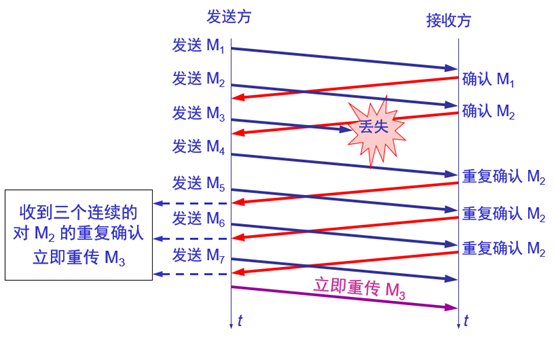 发送方
接收方
发送 M1
确认 M1
发送 M2
确认 M2
发送 M3
丢失
发送 M4
重复确认 M2
发送 M5
重复确认 M2
发送 M6
重复确认 M2
发送 M7
收到三个连续的
对 M2 的重复确认
立即重传 M3
立即重传 M3
t
t